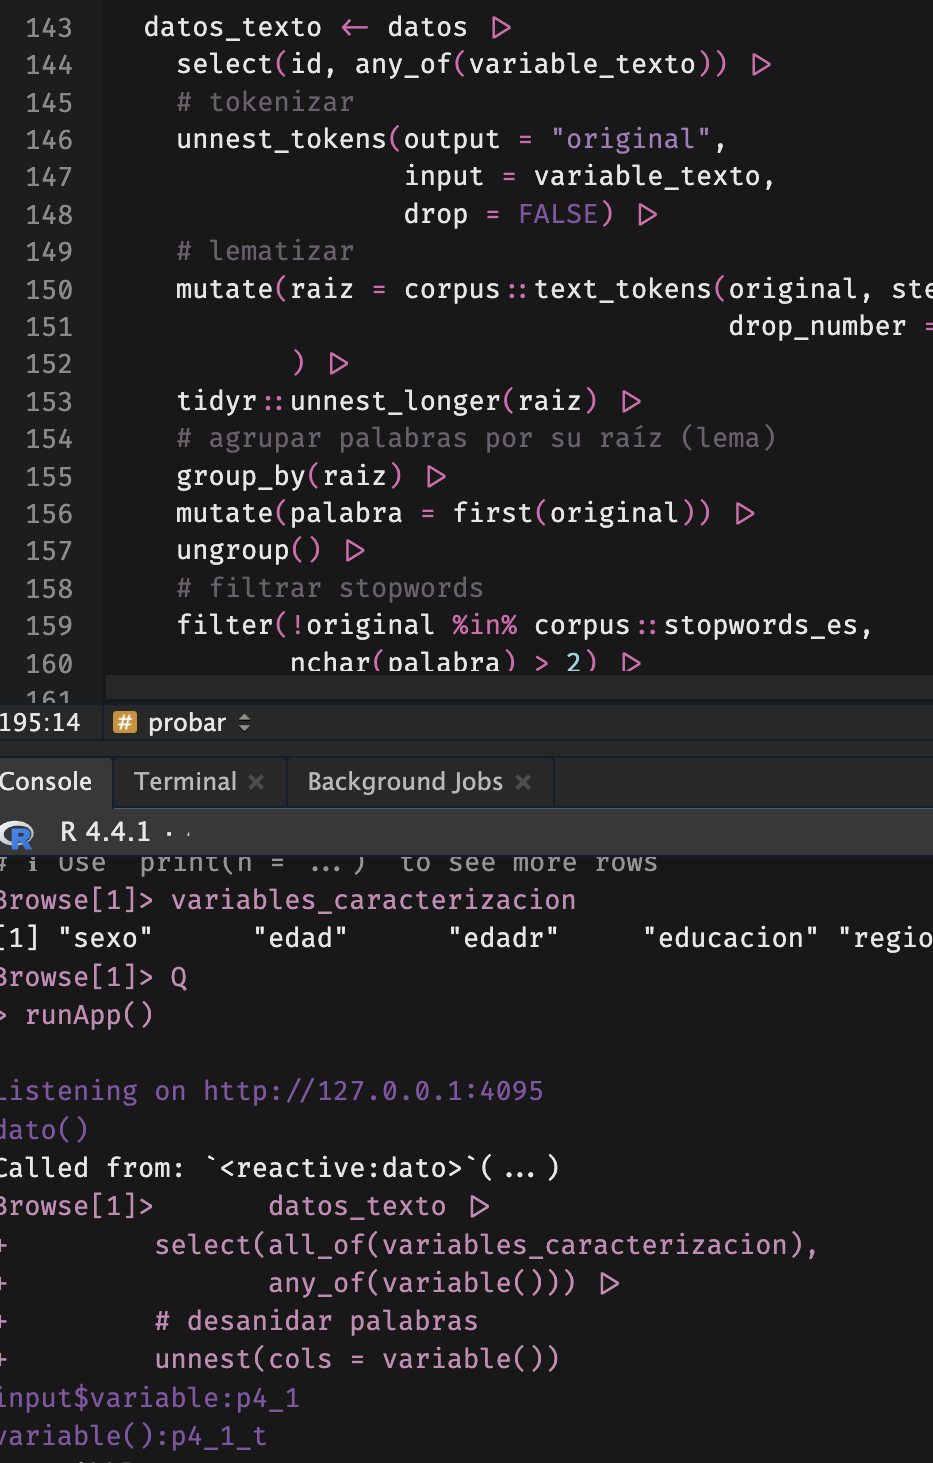 143 datos_texto <- datos |>
144 select(id, any_of(variable_texto)) |>
145 # tokenizar
146 unnest_tokens(output = "original",
147 input = variable_texto,
148 drop = FALSE) |>
149 # lematizar
150 mutate(raiz = corpus::text_tokens(original, ste
151 drop_number =
152 ) |>
153 tidyr::unnest_longer(raiz) |>
154 # agrupar palabras por su raíz (lema)
155 group_by(raiz) |>
156 mutate(palabra = first(original)) |>
157 ungroup() |>
158 # filtrar stopwords
159 filter(!original %in% corpus::stopwords_es,
160 nchar(palabra) > 2) |>
161
195:14 # probar
Console Terminal Background Jobs
R 4.4.1 ·
# ℹ Use `print(n = ...)` to see more rows
Browse[1]> variables_caracterizacion
[1] "sexo" "edad" "edadr" "educacion" "regio
Browse[1]> Q
> runApp()
Listening on http://127.0.0.1:4095
dato()
Called from: `<reactive:dato>`(...)
Browse[1]> datos_texto |>
+ select(all_of(variables_caracterizacion),
+ any_of(variable())) |>
+ # desanidar palabras
+ unnest(cols = variable())
input$variable:p4_1
variable():p4_1_t